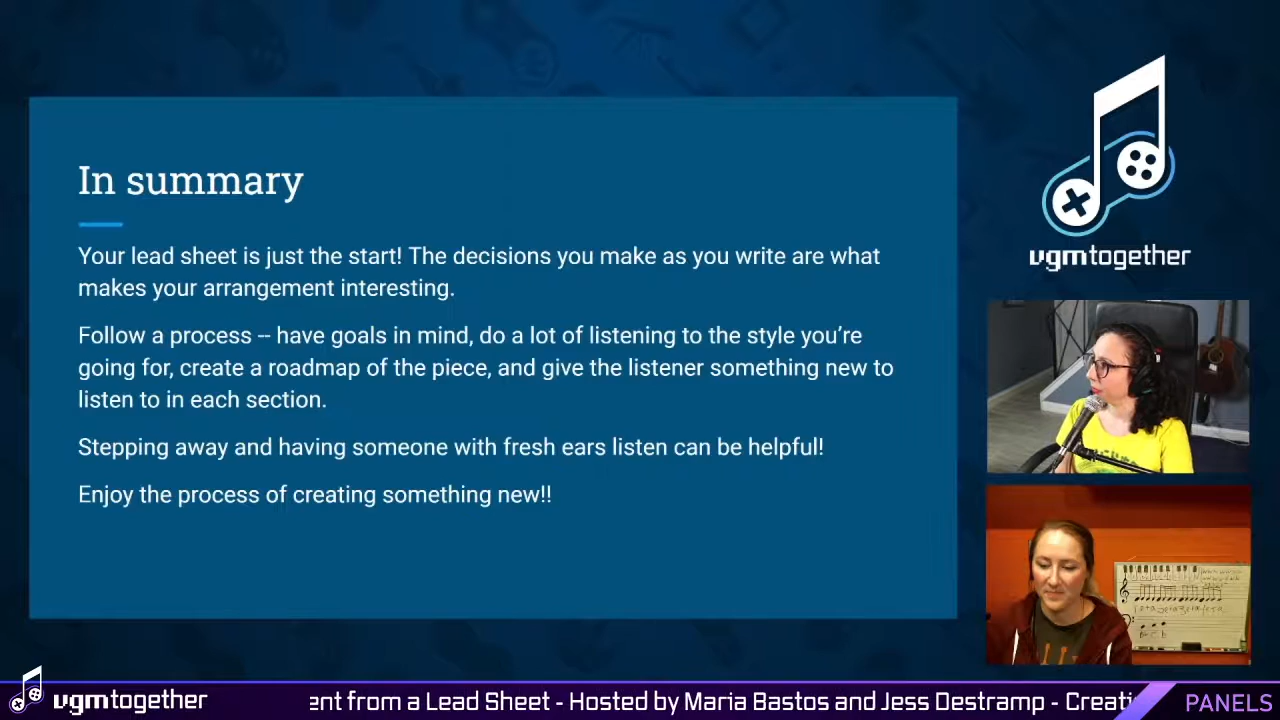 In summary
Your lead sheet is just the start! The decisions you make as you write are what
makes your arrangement interesting.
Follow a process -- have goals in mind, do a lot of listening to the style you’re
going for, create a roadmap of the piece, and give the listener something new to
listen to in each section.
Stepping away and having someone with fresh ears listen can be helpful!
Enjoy the process of creating something new!!
vgmtogether
vgmtogether
ent from a Lead Sheet - Hosted by Maria Bastos and Jess Destramp - Creati
PANELS